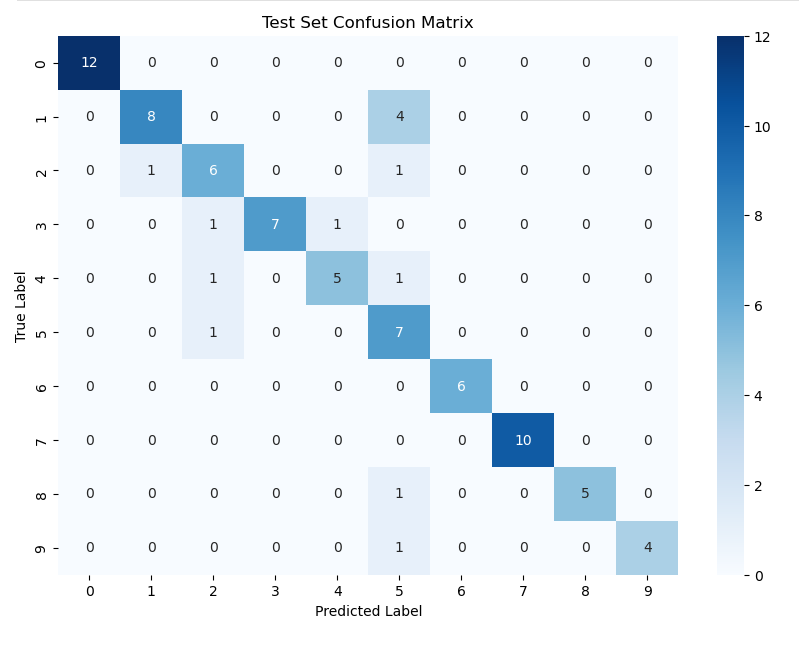 Test Set Confusion Matrix
True Label
0 12 0 0 0 0 0 0 0 0 0
1 0 8 0 0 0 4 0 0 0 0
2 0 1 6 0 0 1 0 0 0 0
3 0 0 1 7 1 0 0 0 0 0
4 0 0 1 0 5 1 0 0 0 0
5 0 0 1 0 0 7 0 0 0 0
6 0 0 0 0 0 0 6 0 0 0
7 0 0 0 0 0 0 0 10 0 0
8 0 0 0 0 0 1 0 0 5 0
9 0 0 0 0 0 1 0 0 0 4
0 1 2 3 4 5 6 7 8 9
Predicted Label
12
10
8
6
4
2
0